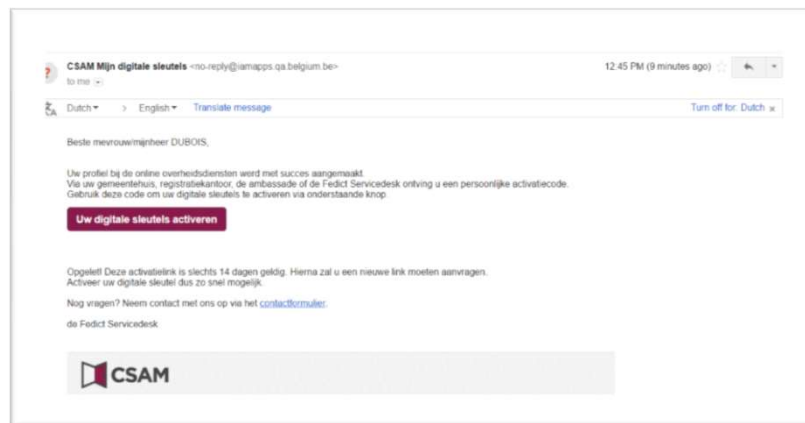 CSAM Mijn digitale sleutels <no-reply@iamapps.qa.belgium.be> 12:45 PM (9 minutes ago)
to me
Dutch > English Translate message Turn off for: Dutch x
Beste mevrouw/mijnheer DUBOIS,
Uw profiel bij de online overheidsdiensten werd met succes aangemaakt.
Via uw gemeentehuis, registratiekantoor, de ambassade of de Fedict Servicedesk ontving u een persoonlijke activatiecode.
Gebruik deze code om uw digitale sleutels te activeren via onderstaande knop.
Uw digitale sleutels activeren
Opgelet! Deze activatielink is slechts 14 dagen geldig. Hierna zal u een nieuwe link moeten aanvragen.
Activeer uw digitale sleutel dus zo snel mogelijk.
Nog vragen? Neem contact met ons op via het contactformulier.
de Fedict Servicedesk
CSAM